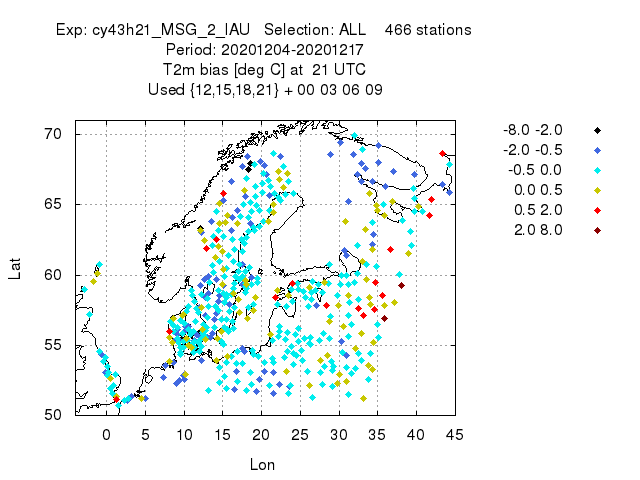 Exp: cy43h21_MSG_2_IAU   Selection: ALL    466 stations
Period: 20201204-20201217
T2m bias [deg C] at  21 UTC
Used {12,15,18,21} + 00 03 06 09
-8.0 -2.0
-2.0 -0.5
-0.5 0.0
0.0 0.5
0.5 2.0
2.0 8.0
Lat
70
65
60
55
50
0 5 10 15 20 25 30 35 40 45
Lon